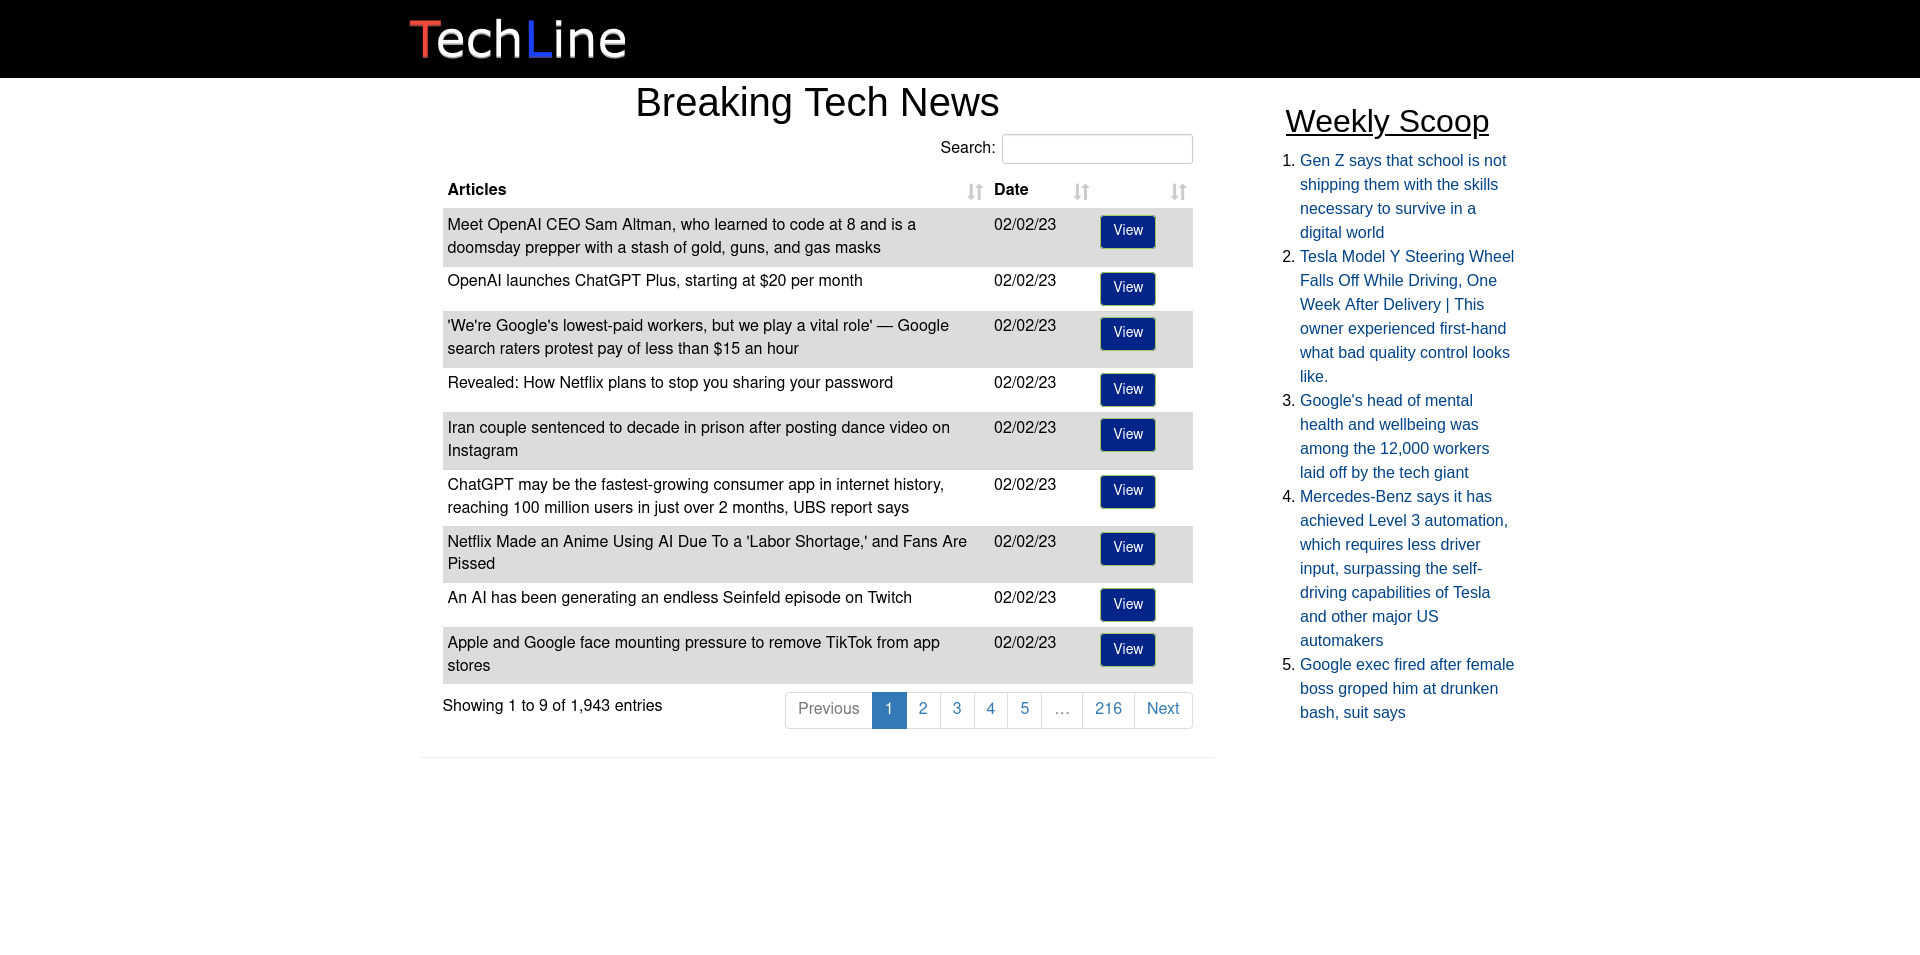 TechLine
Breaking Tech News
Search:
Articles Date
Meet OpenAI CEO Sam Altman, who learned to code at 8 and is a 02/02/23 View
doomsday prepper with a stash of gold, guns, and gas masks
OpenAI launches ChatGPT Plus, starting at $20 per month 02/02/23 View
'We're Google's lowest-paid workers, but we play a vital role' — Google 02/02/23 View
search raters protest pay of less than $15 an hour
Revealed: How Netflix plans to stop you sharing your password 02/02/23 View
Iran couple sentenced to decade in prison after posting dance video on 02/02/23 View
Instagram
ChatGPT may be the fastest-growing consumer app in internet history, 02/02/23 View
reaching 100 million users in just over 2 months, UBS report says
Netflix Made an Anime Using AI Due To a 'Labor Shortage,' and Fans Are 02/02/23 View
Pissed
An AI has been generating an endless Seinfeld episode on Twitch 02/02/23 View
Apple and Google face mounting pressure to remove TikTok from app 02/02/23 View
stores
Showing 1 to 9 of 1,943 entries Previous 1 2 3 4 5 … 216 Next
Weekly Scoop
1. Gen Z says that school is not
shipping them with the skills
necessary to survive in a
digital world
2. Tesla Model Y Steering Wheel
Falls Off While Driving, One
Week After Delivery | This
owner experienced first-hand
what bad quality control looks
like.
3. Google's head of mental
health and wellbeing was
among the 12,000 workers
laid off by the tech giant
4. Mercedes-Benz says it has
achieved Level 3 automation,
which requires less driver
input, surpassing the self-
driving capabilities of Tesla
and other major US
automakers
5. Google exec fired after female
boss groped him at drunken
bash, suit says